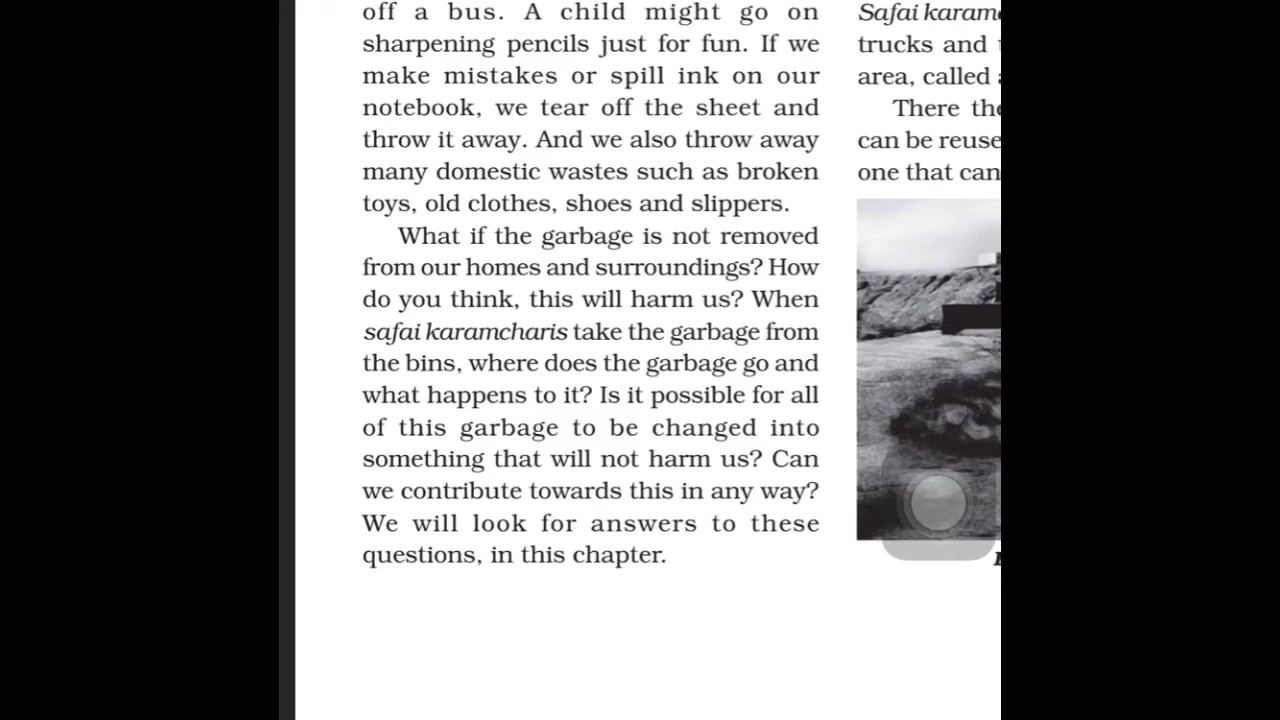 off a bus. A child might go on
sharpening pencils just for fun. If we
make mistakes or spill ink on our
notebook, we tear off the sheet and
throw it away. And we also throw away
many domestic wastes such as broken
toys, old clothes, shoes and slippers.
What if the garbage is not removed
from our homes and surroundings? How
do you think, this will harm us? When
safai karamcharis take the garbage from
the bins, where does the garbage go and
what happens to it? Is it possible for all
of this garbage to be changed into
something that will not harm us? Can
we contribute towards this in any way?
We will look for answers to these
questions, in this chapter.
Safai
trucks and
area, called
There
can be
one that can